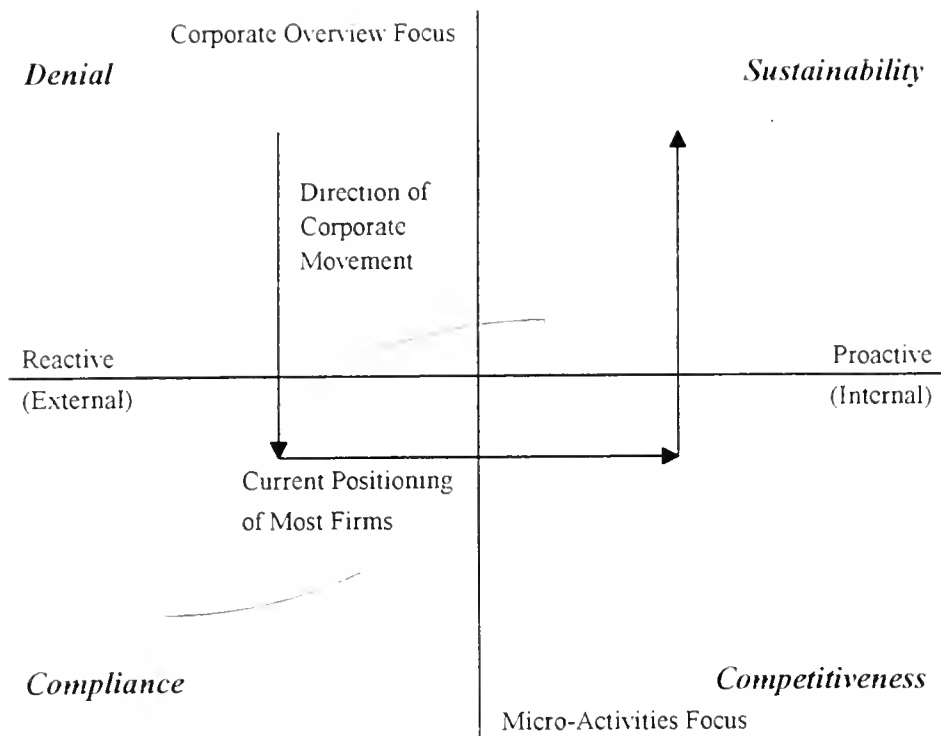 Corporate Overview Focus
Denial
Sustainability
Direction of
Corporate
Movement
Reactive
Proactive
(External)
(Internal)
Current Positioning
of Most Firms
Compliance
Competitiveness
Micro-Activities Focus